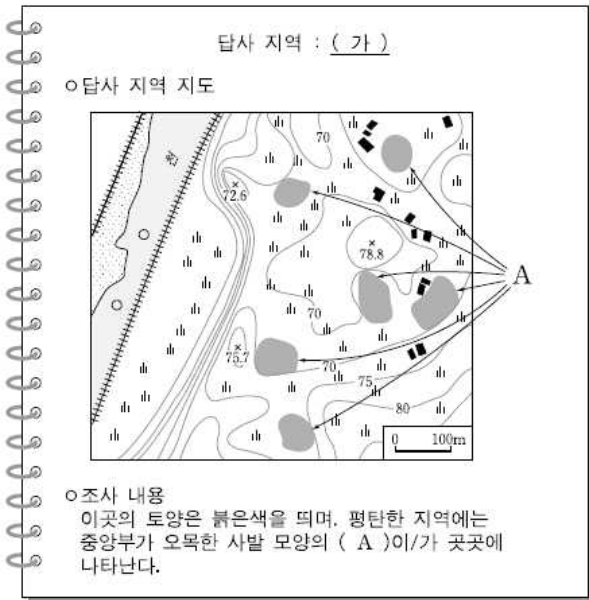 답사 지역 : ( 가 )
○답사 지역 지도
70
72.6
78.8
A
70
75.7
70
75
80
0 100m
○조사 내용
이곳의 토양은 붉은색을 띄며, 평탄한 지역에는
중앙부가 오목한 사발 모양의 ( A )이/가 곳곳에
나타난다.